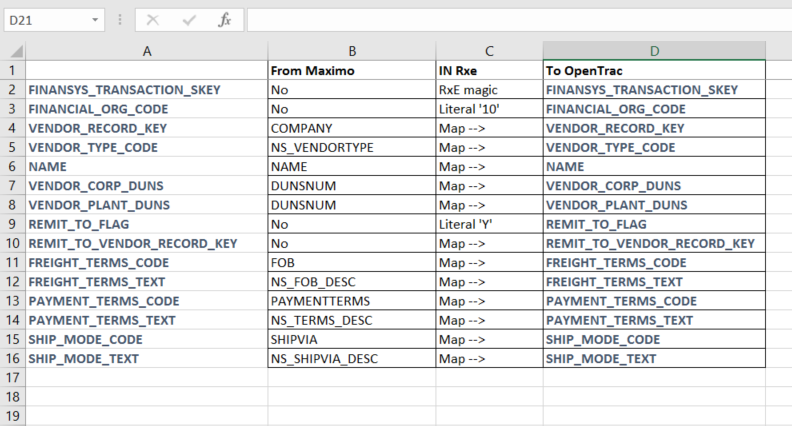 D21 fx
A B C D
1 From Maximo IN Rxe To OpenTrac
2 FINANSYS_TRANSACTION_SKEY No RxE magic FINANSYS_TRANSACTION_SKEY
3 FINANCIAL_ORG_CODE No Literal '10' FINANCIAL_ORG_CODE
4 VENDOR_RECORD_KEY COMPANY Map --> VENDOR_RECORD_KEY
5 VENDOR_TYPE_CODE NS_VENDORTYPE Map --> VENDOR_TYPE_CODE
6 NAME NAME Map --> NAME
7 VENDOR_CORP_DUNS DUNSNUM Map --> VENDOR_CORP_DUNS
8 VENDOR_PLANT_DUNS DUNSNUM Map --> VENDOR_PLANT_DUNS
9 REMIT_TO_FLAG No Literal 'Y' REMIT_TO_FLAG
10 REMIT_TO_VENDOR_RECORD_KEY No Map --> REMIT_TO_VENDOR_RECORD_KEY
11 FREIGHT_TERMS_CODE FOB Map --> FREIGHT_TERMS_CODE
12 FREIGHT_TERMS_TEXT NS_FOB_DESC Map --> FREIGHT_TERMS_TEXT
13 PAYMENT_TERMS_CODE PAYMENTTERMS Map --> PAYMENT_TERMS_CODE
14 PAYMENT_TERMS_TEXT NS_TERMS_DESC Map --> PAYMENT_TERMS_TEXT
15 SHIP_MODE_CODE SHIPVIA Map --> SHIP_MODE_CODE
16 SHIP_MODE_TEXT NS_SHIPVIA_DESC Map --> SHIP_MODE_TEXT
17
18
19